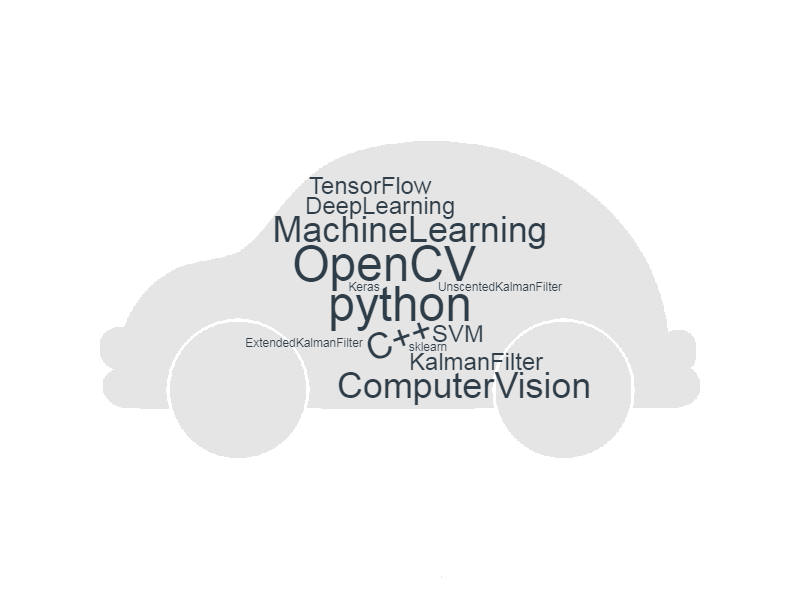 TensorFlow
DeepLearning
MachineLearning
OpenCV
Keras
UnscentedKalmanFilter
python
C++
SVM
ExtendedKalmanFilter
sklearn
KalmanFilter
ComputerVision